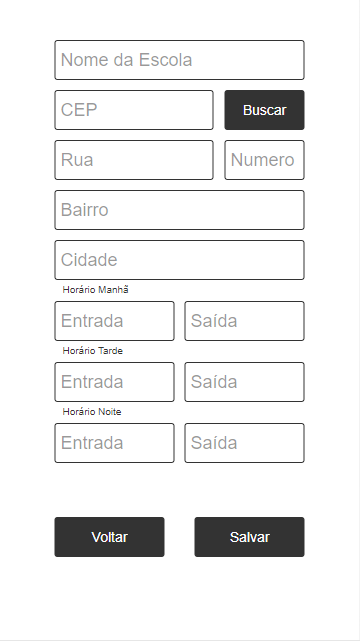 Nome da Escola
CEP Buscar
Rua Numero
Bairro
Cidade
Horário Manhã
Entrada Saída
Horário Tarde
Entrada Saída
Horário Noite
Entrada Saída
Voltar Salvar